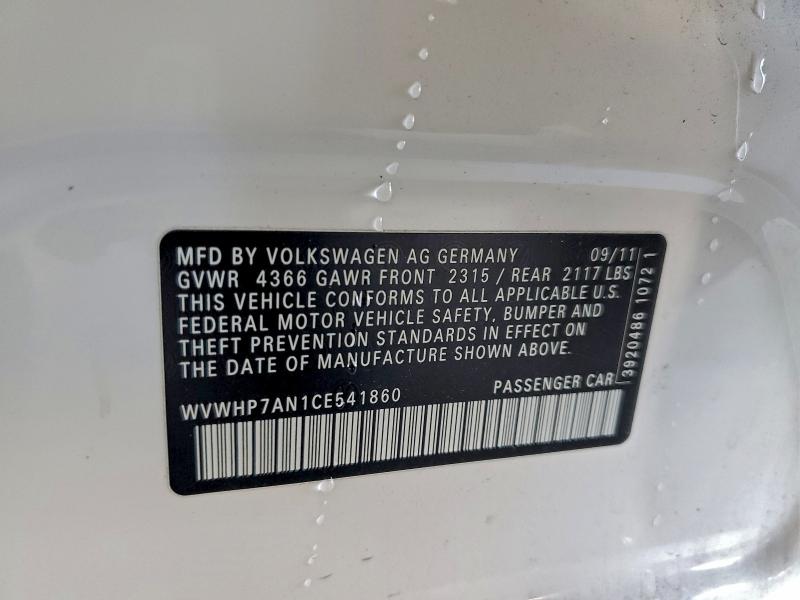 MFD BY VOLKSWAGEN AG GERMANY 09/11
GVWR 4366 GAWR FRONT 2315 / REAR 2117 LBS
THIS VEHICLE CONFORMS TO ALL APPLICABLE U.S.
FEDERAL MOTOR VEHICLE SAFETY, BUMPER AND
THEFT PREVENTION STANDARDS IN EFFECT ON
THE DATE OF MANUFACTURE SHOWN ABOVE.
WVWHP7AN1CE541860 PASSENGER CAR
3920486 1072 1